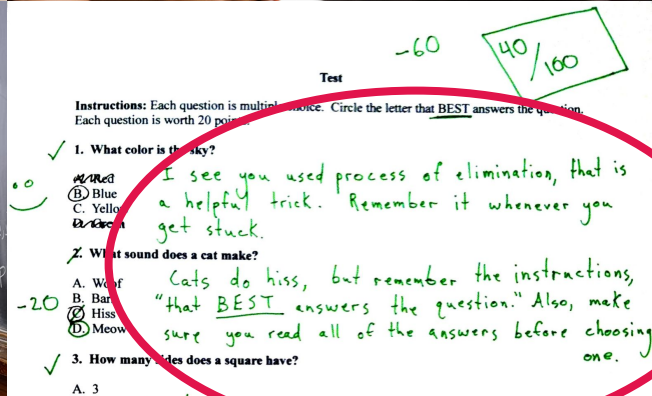 -60
40/100
Test
Instructions: Each question is multiple choice. Circle the letter that BEST answers the question.
Each question is worth 20 points.
1. What color is the sky?
A. Red
B. Blue
C. Yellow
D. Green
I see you used process of elimination, that is
a helpful trick. Remember it whenever you
get stuck.
2. What sound does a cat make?
-20
A. Woof
B. Bar
C. Hiss
D. Meow
Cats do hiss, but remember the instructions,
"that BEST answers the question." Also, make
sure you read all of the answers before choosing
one.
3. How many sides does a square have?
A. 3